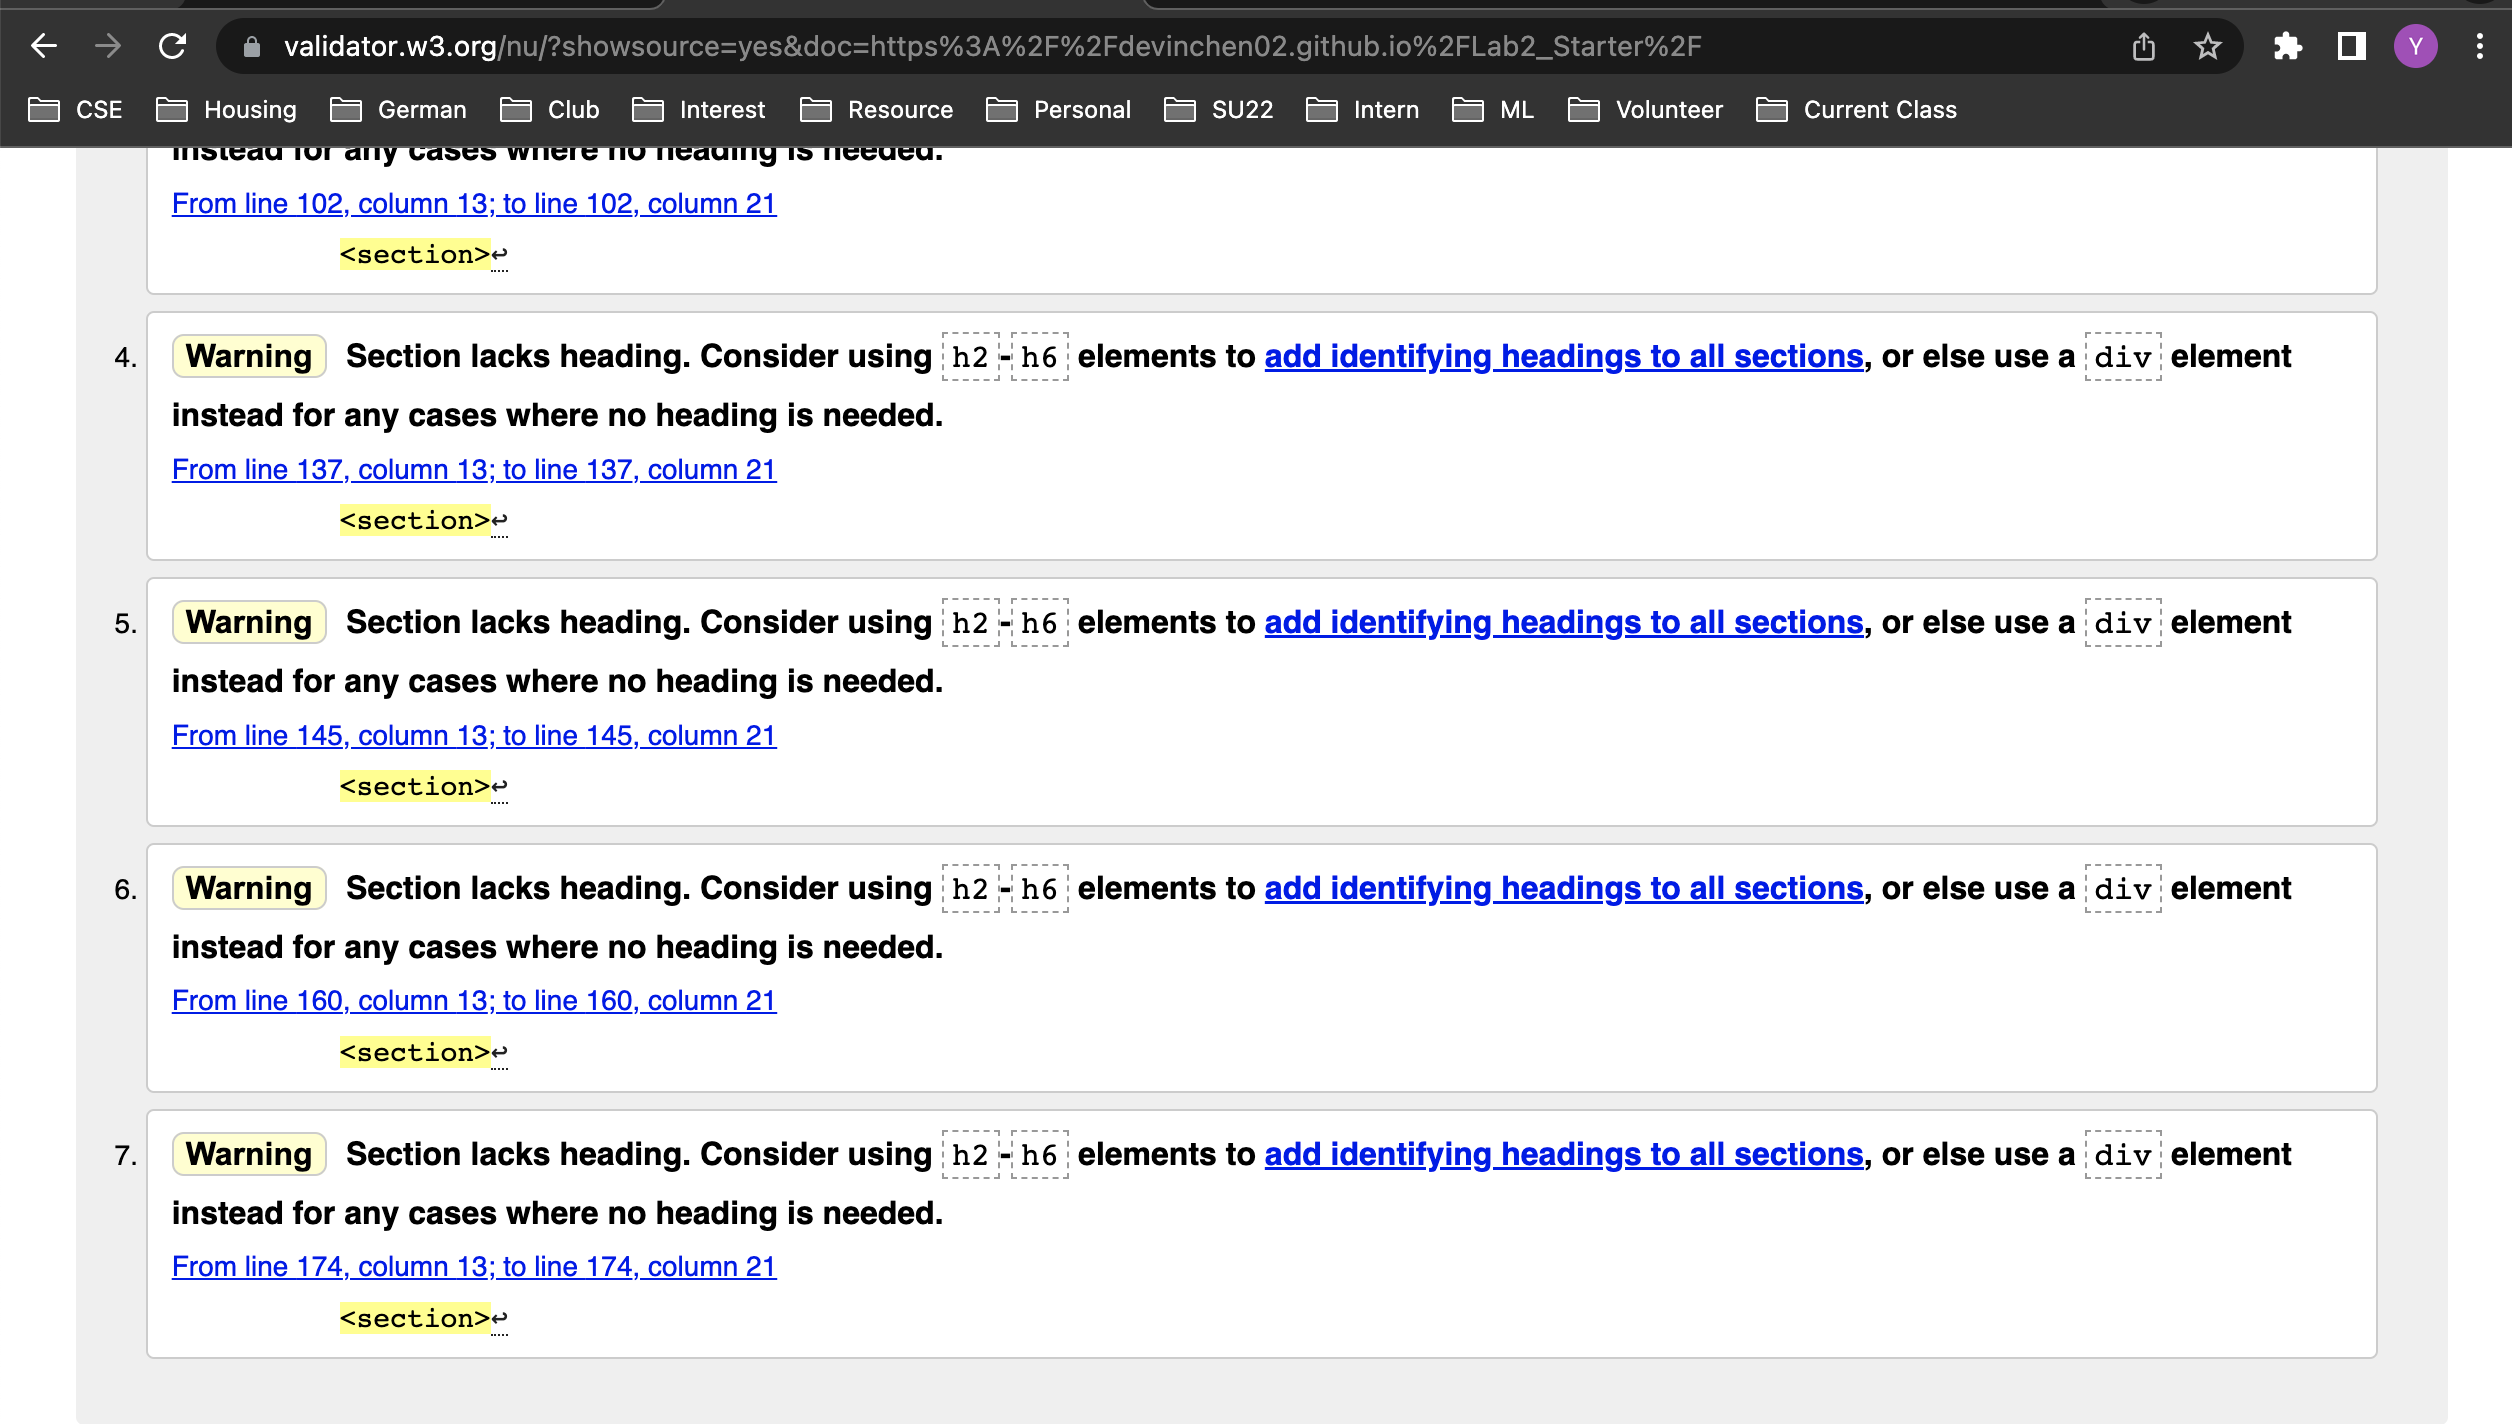 validator.w3.org/nu/?showsource=yes&doc=https%3A%2F%2Fdevinchen02.github.io%2FLab2_Starter%2F
Y
CSE Housing German Club Interest Resource Personal SU22 Intern ML Volunteer Current Class
instead for any cases where no heading is needed.
From line 102, column 13; to line 102, column 21
<section>↩
4. Warning Section lacks heading. Consider using h2-h6 elements to add identifying headings to all sections, or else use a div element
instead for any cases where no heading is needed.
From line 137, column 13; to line 137, column 21
<section>↩
5. Warning Section lacks heading. Consider using h2-h6 elements to add identifying headings to all sections, or else use a div element
instead for any cases where no heading is needed.
From line 145, column 13; to line 145, column 21
<section>↩
6. Warning Section lacks heading. Consider using h2-h6 elements to add identifying headings to all sections, or else use a div element
instead for any cases where no heading is needed.
From line 160, column 13; to line 160, column 21
<section>↩
7. Warning Section lacks heading. Consider using h2-h6 elements to add identifying headings to all sections, or else use a div element
instead for any cases where no heading is needed.
From line 174, column 13; to line 174, column 21
<section>↩